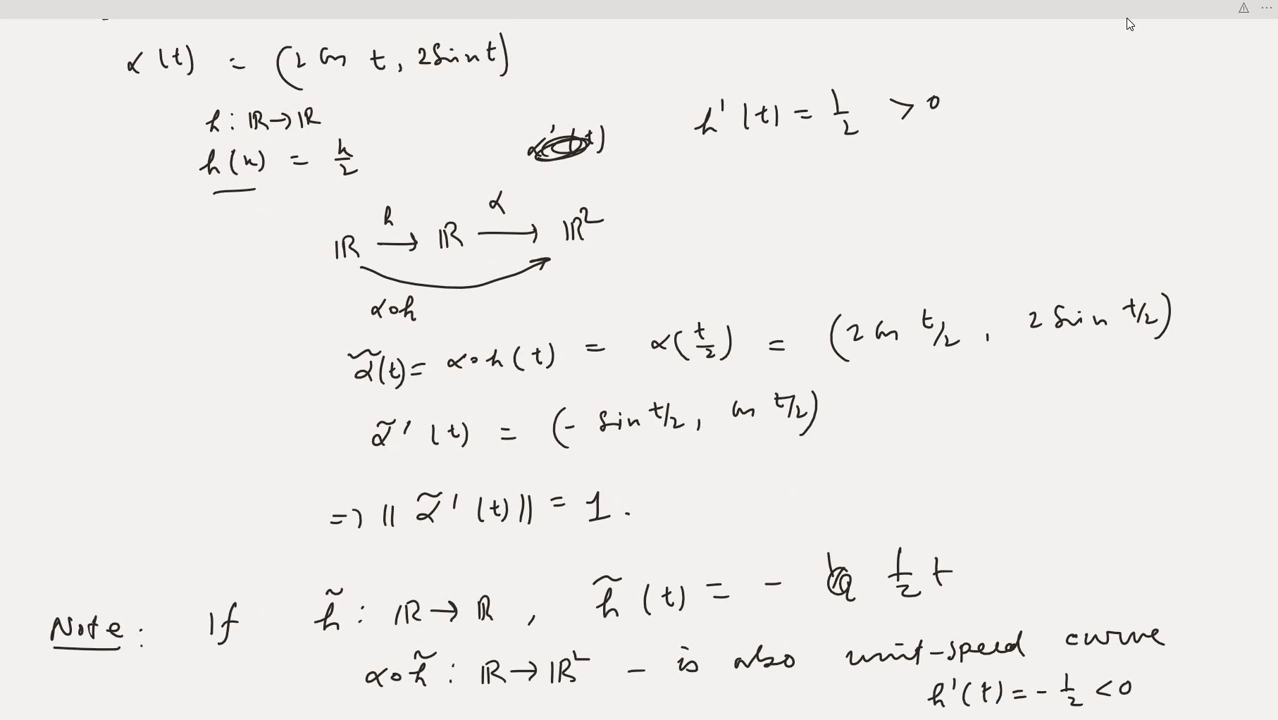 α(t) = (2 cos t, 2 Sin t)
h : ℝ → ℝ
h'(t) = 1/2 > 0
h(x) = x/2
ℝ —h→ ℝ —α→ ℝ²
α∘h
α̃(t) = α∘h(t) = α(t/2) = (2 cos t/2, 2 Sin t/2)
α̃'(t) = (- Sin t/2, cos t/2)
=> || α̃'(t) || = 1.
Note : If h̃ : ℝ → ℝ, h̃(t) = - 1/2 t
α∘h̃ : ℝ → ℝ² - is also unit-speed curve
h'(t) = - 1/2 < 0